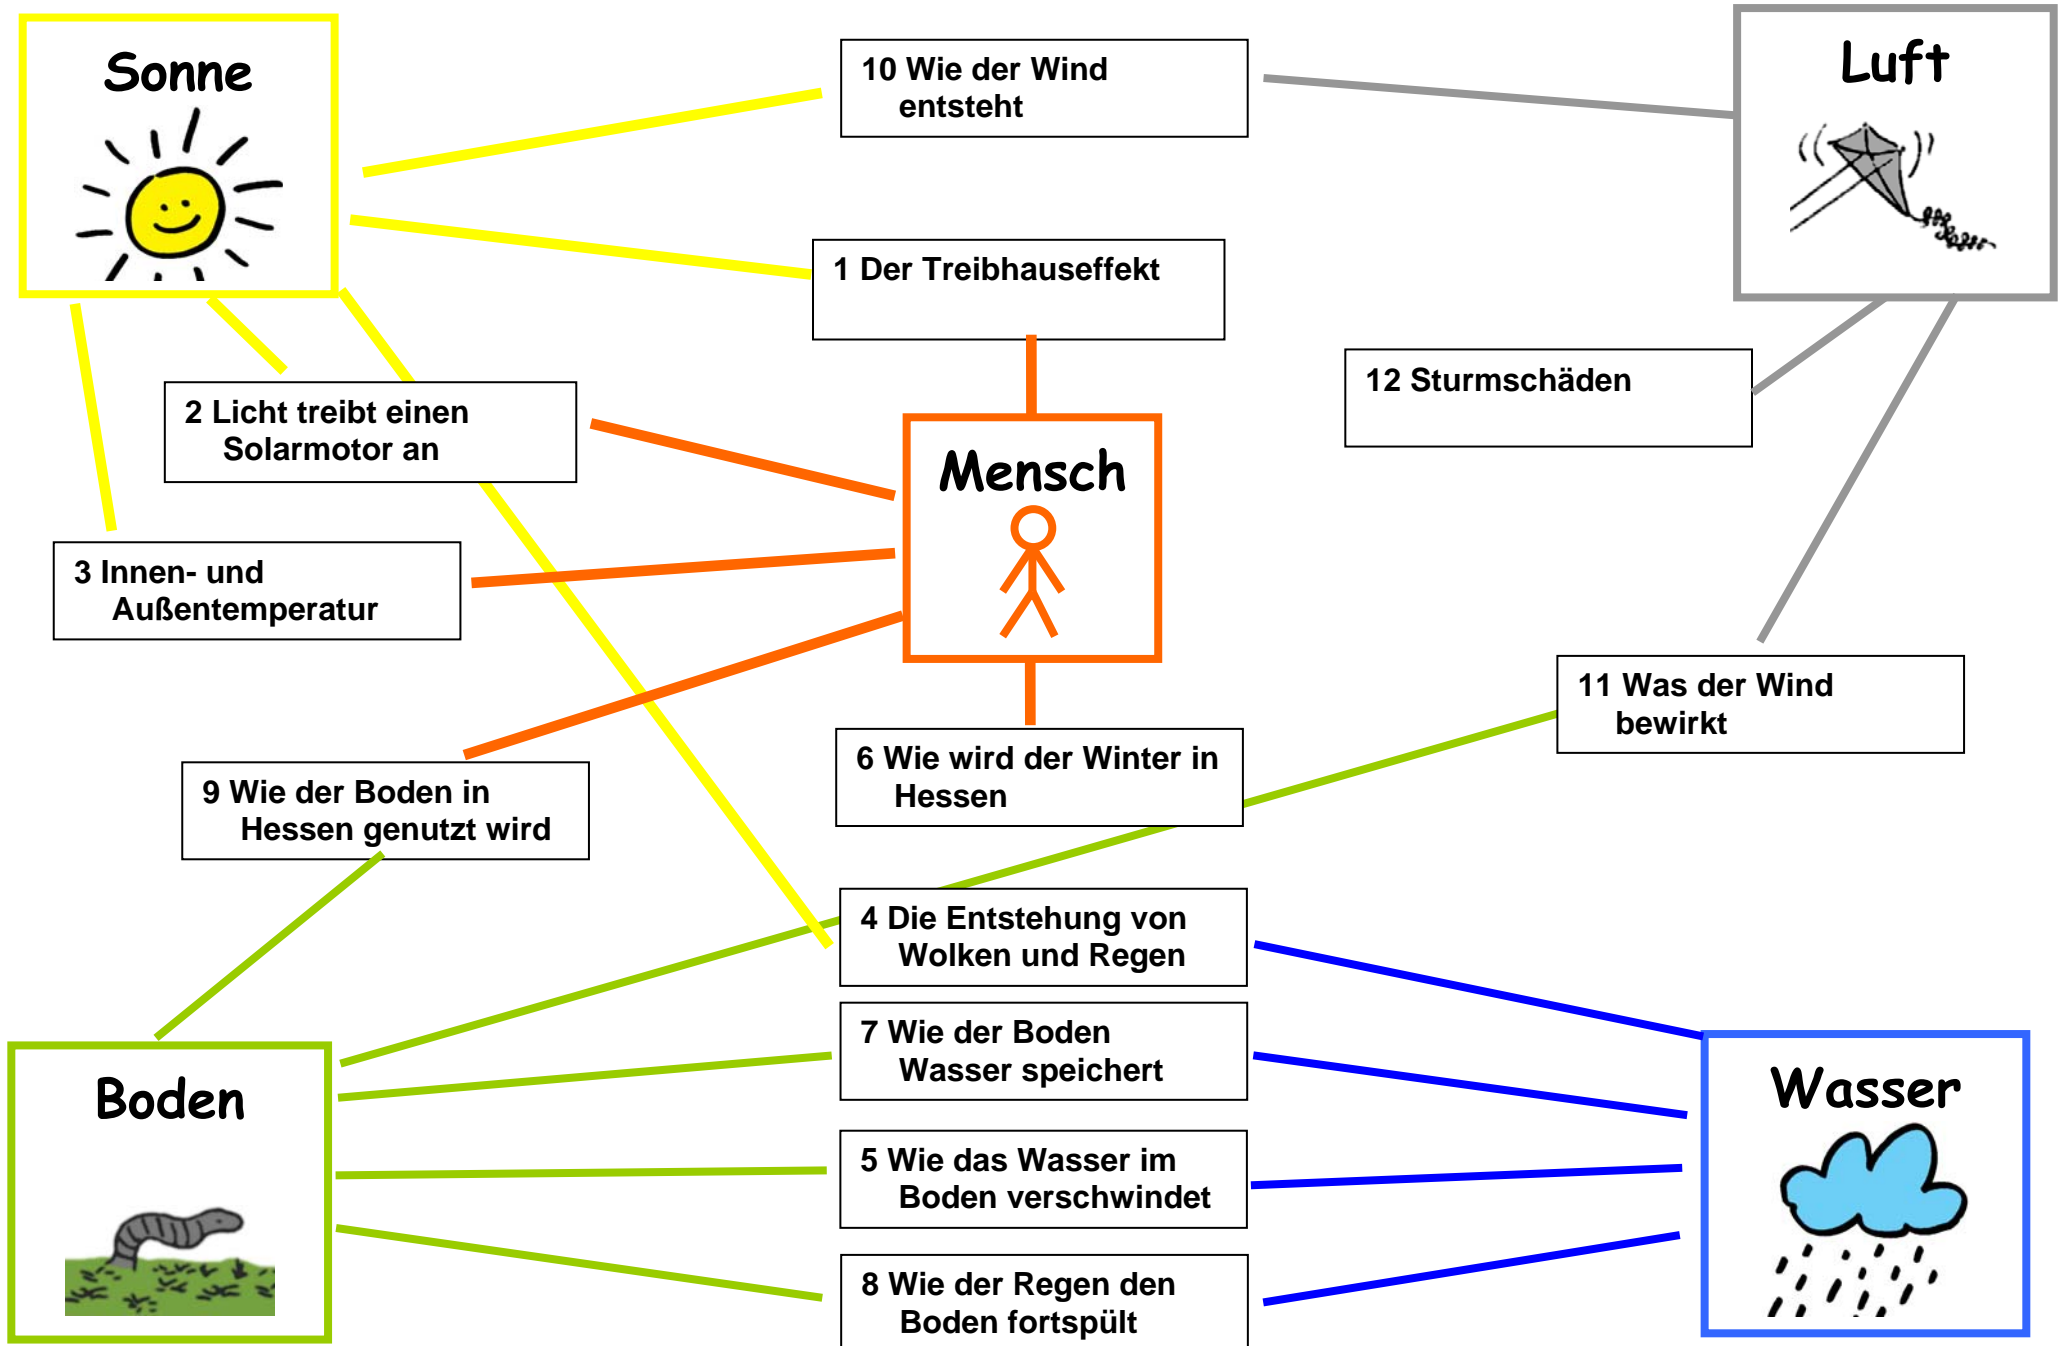 Sonne
10 Wie der Wind
entsteht
Luft
1 Der Treibhauseffekt
12 Sturmschäden
2 Licht treibt einen
Solarmotor an
Mensch
3 Innen- und
Außentemperatur
11 Was der Wind
bewirkt
6 Wie wird der Winter in
Hessen
9 Wie der Boden in
Hessen genutzt wird
4 Die Entstehung von
Wolken und Regen
7 Wie der Boden
Wasser speichert
Boden
Wasser
5 Wie das Wasser im
Boden verschwindet
8 Wie der Regen den
Boden fortspült